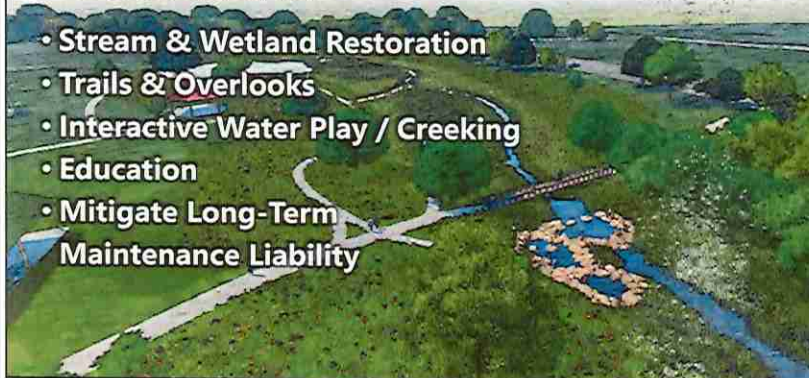 • Stream & Wetland Restoration
• Trails & Overlooks
• Interactive Water Play / Creeking
• Education
• Mitigate Long-Term
Maintenance Liability